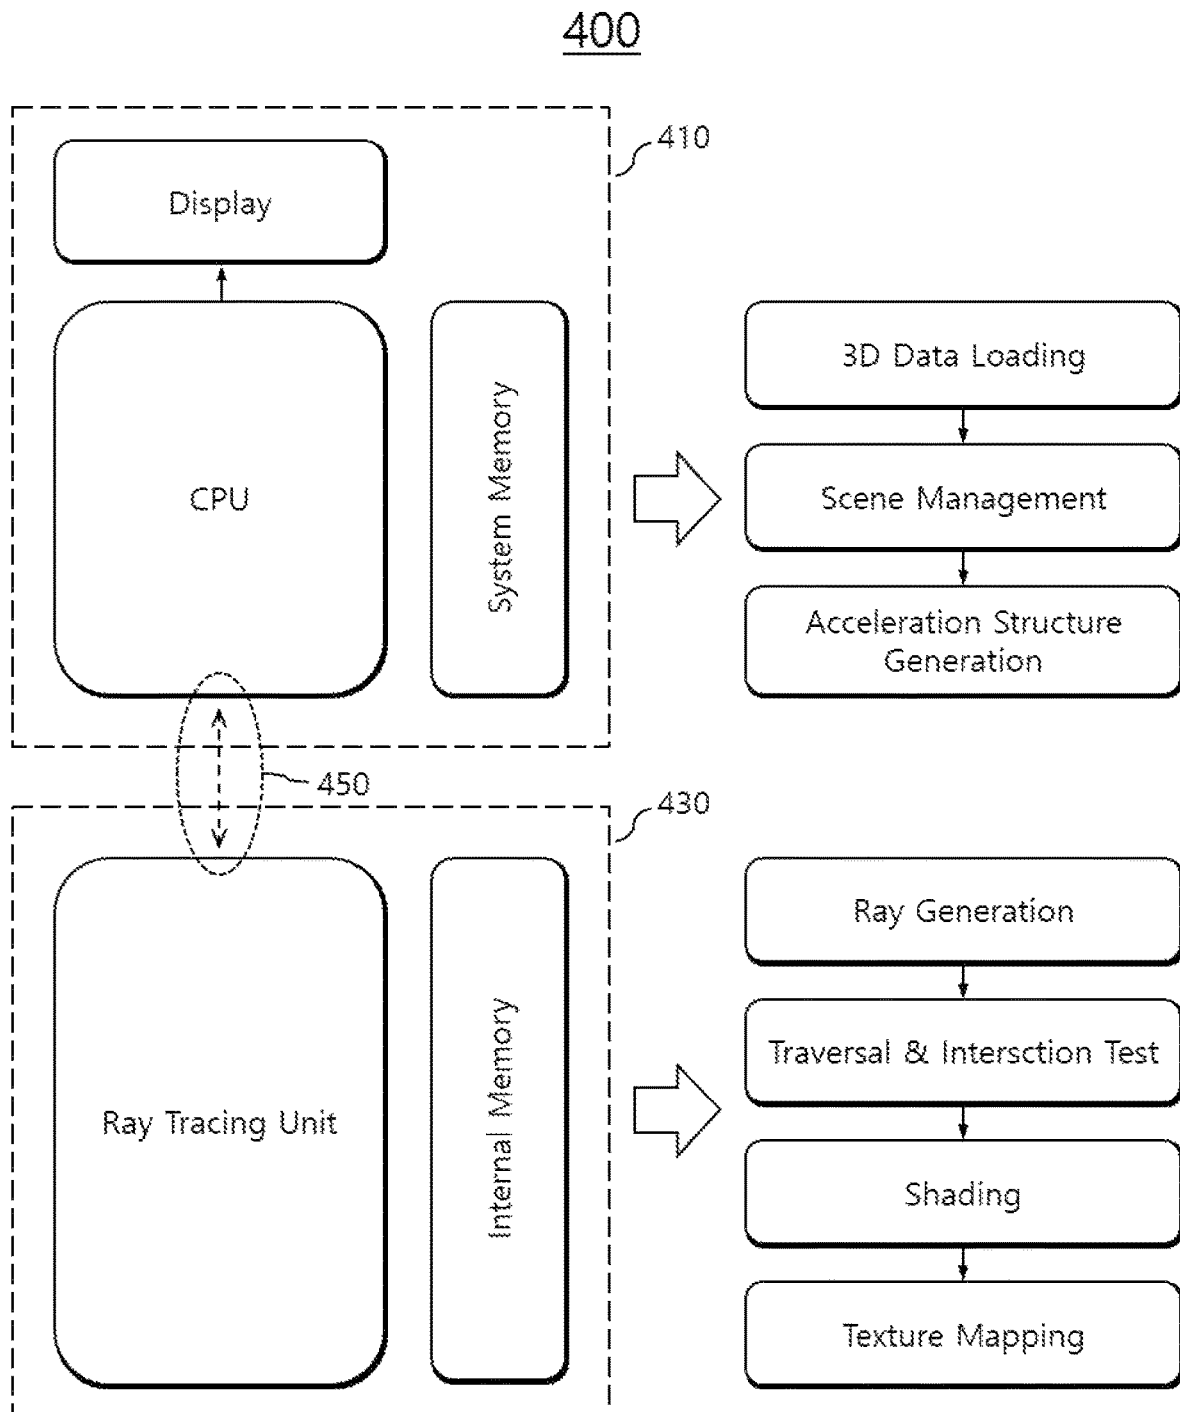 400
410
Display
CPU
System Memory
3D Data Loading
Scene Management
Acceleration Structure
Generation
450
430
Ray Tracing Unit
Internal Memory
Ray Generation
Traversal & Intersction Test
Shading
Texture Mapping